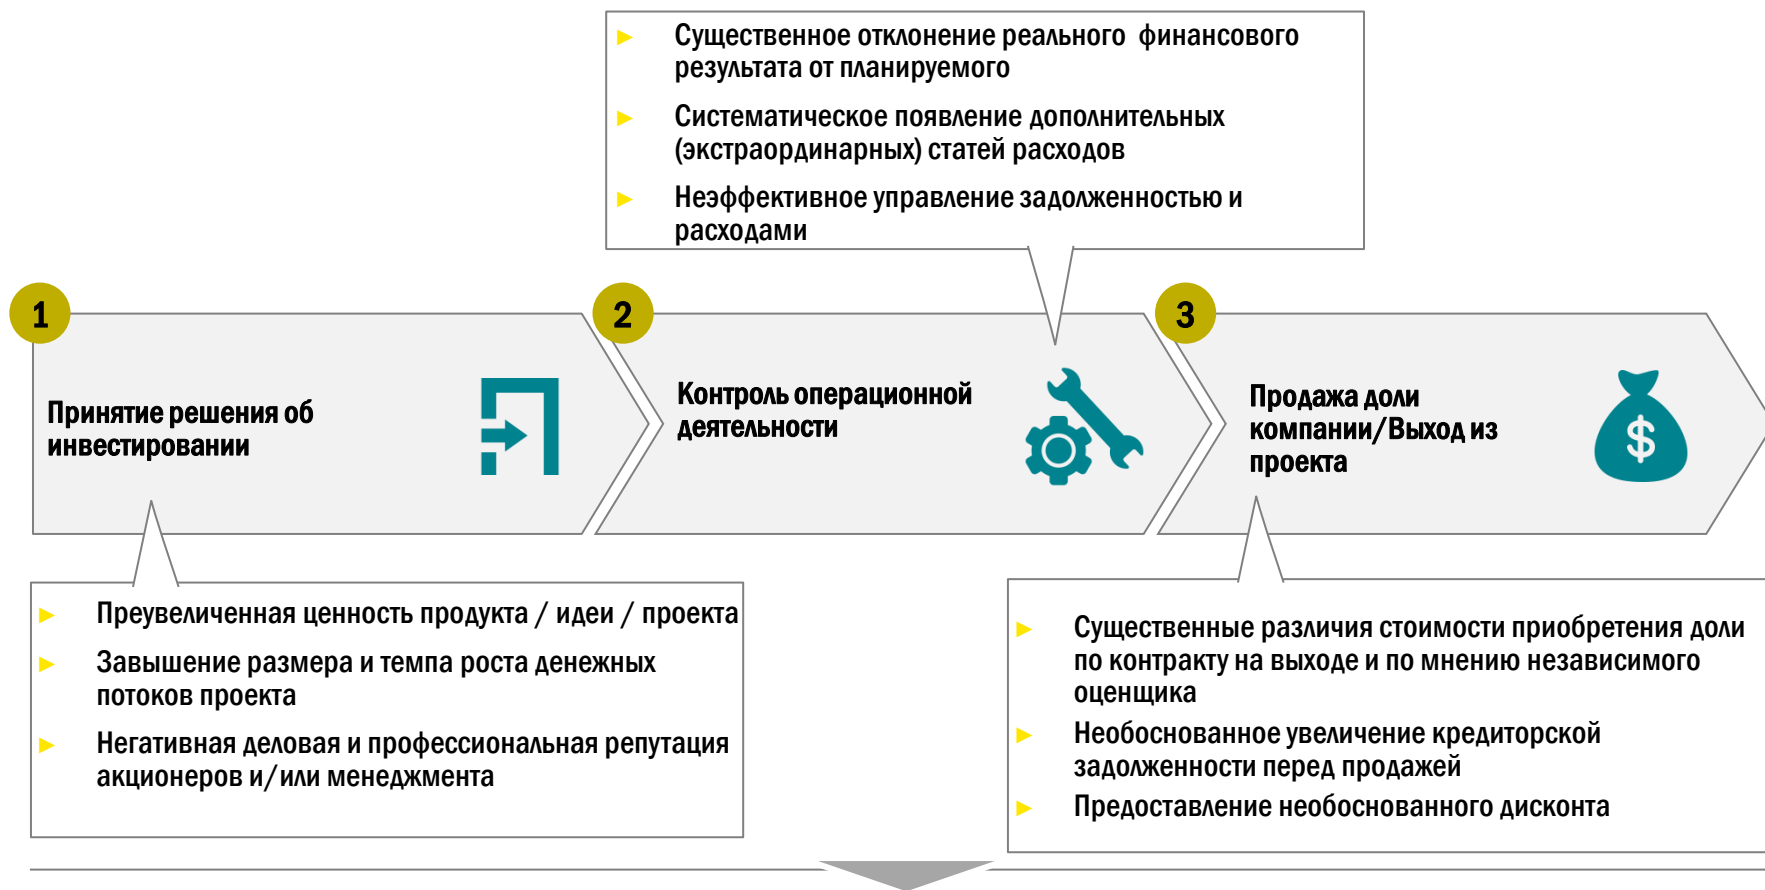 Существенное отклонение реального финансового
результата от планируемого
Систематическое появление дополнительных
(экстраординарных) статей расходов
Неэффективное управление задолженностью и
расходами
1
Принятие решения об
инвестировании
2
Контроль операционной
деятельности
3
Продажа доли
компании/Выход из
проекта
$
Преувеличенная ценность продукта / идеи / проекта
Завышение размера и темпа роста денежных
потоков проекта
Негативная деловая и профессиональная репутация
акционеров и/или менеджмента
Существенные различия стоимости приобретения доли
по контракту на выходе и по мнению независимого
оценщика
Необоснованное увеличение кредиторской
задолженности перед продажей
Предоставление необоснованного дисконта